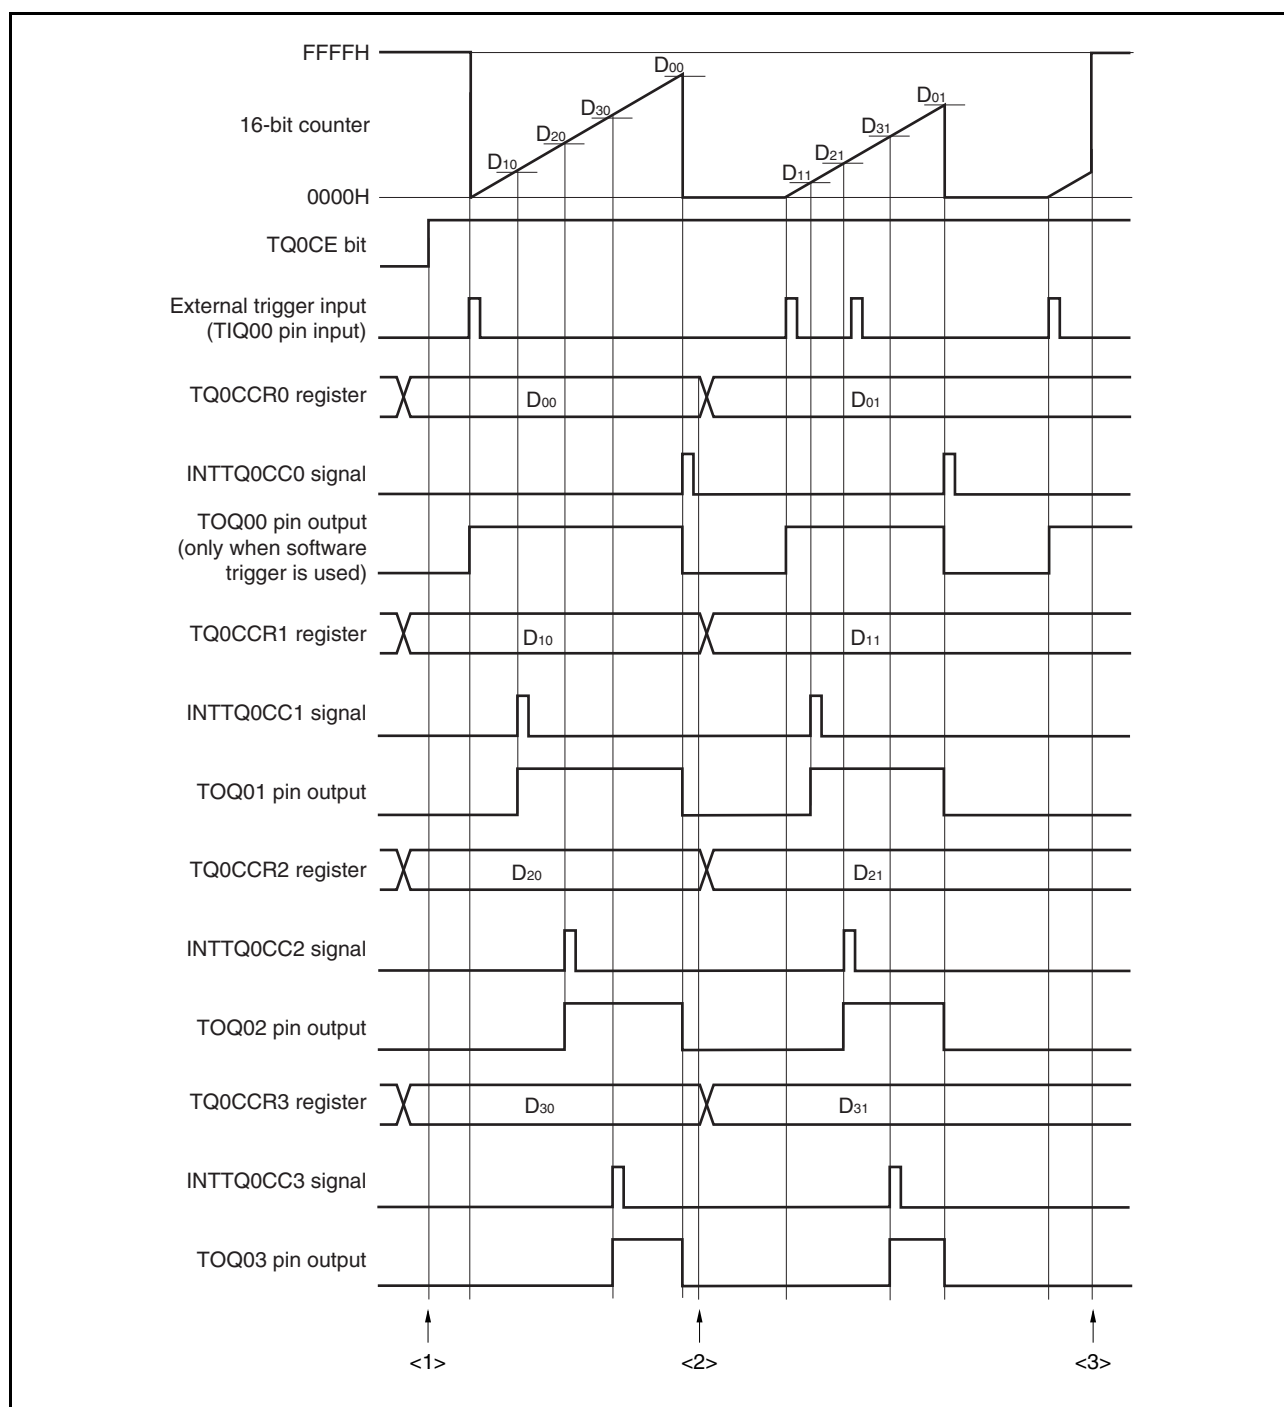 FFFFH
D00
D01
D30
16-bit counter
D31
D20
D21
D10
D11
0000H
TQ0CE bit
External trigger input
(TIQ00 pin input)
TQ0CCR0 register
D00
D01
INTTQ0CC0 signal
TOQ00 pin output
(only when software
trigger is used)
TQ0CCR1 register
D10
D11
INTTQ0CC1 signal
TOQ01 pin output
TQ0CCR2 register
D20
D21
INTTQ0CC2 signal
TOQ02 pin output
TQ0CCR3 register
D30
D31
INTTQ0CC3 signal
TOQ03 pin output
<1>
<2>
<3>